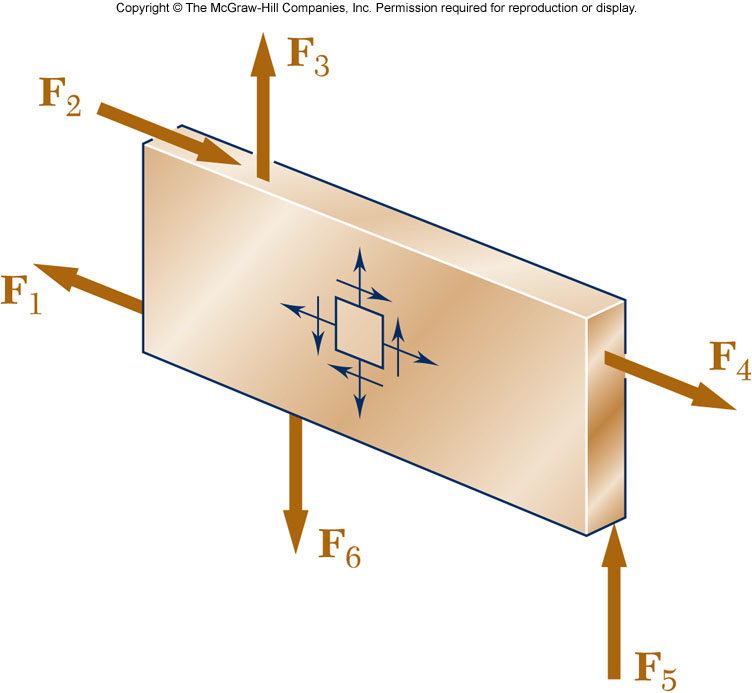 Copyright © The McGraw-Hill Companies, Inc. Permission required for reproduction or display.
F3
F2
F1
F4
F6
F5